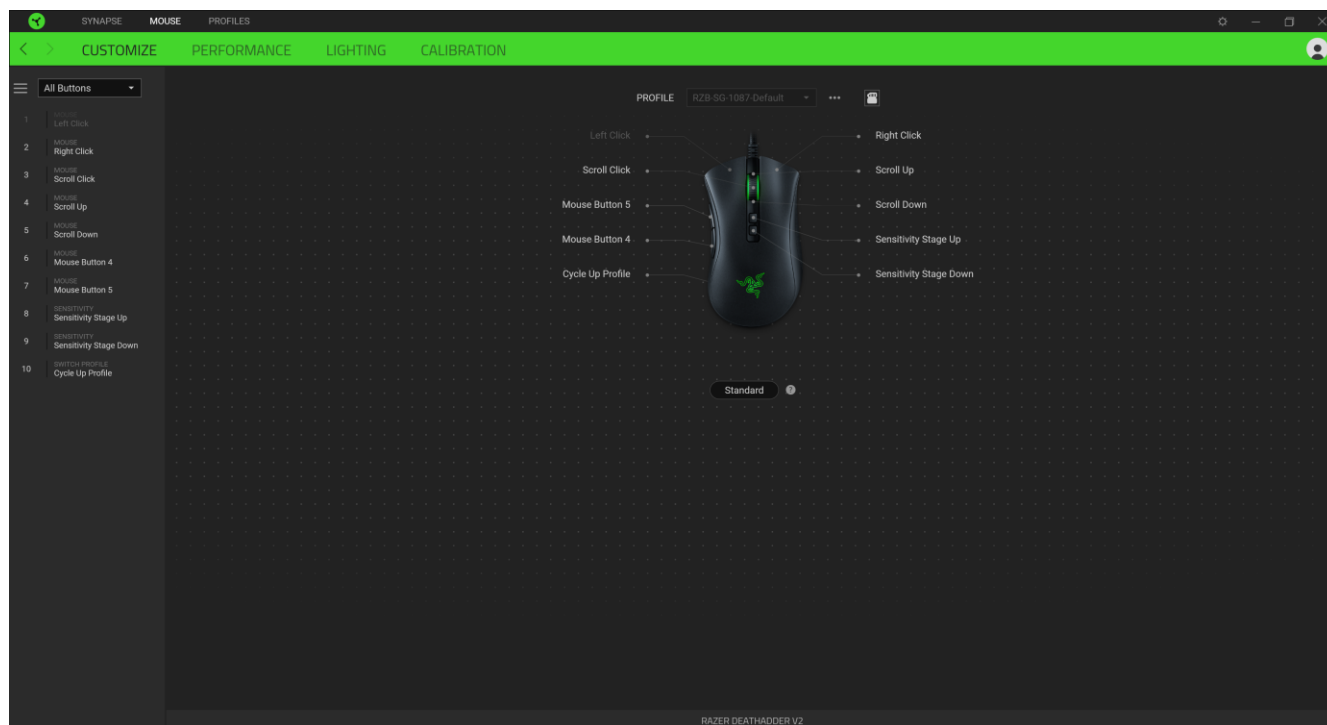 SYNAPSE MOUSE PROFILES
CUSTOMIZE PERFORMANCE LIGHTING CALIBRATION
All Buttons
PROFILE RZB-SG-1087-Default
1 MOUSE
Left Click
2 MOUSE
Right Click
3 MOUSE
Scroll Click
4 MOUSE
Scroll Up
5 MOUSE
Scroll Down
6 MOUSE
Mouse Button 4
7 MOUSE
Mouse Button 5
8 SENSITIVITY
Sensitivity Stage Up
9 SENSITIVITY
Sensitivity Stage Down
10 SWITCH PROFILE
Cycle Up Profile
Left Click
Scroll Click
Mouse Button 5
Mouse Button 4
Cycle Up Profile
Right Click
Scroll Up
Scroll Down
Sensitivity Stage Up
Sensitivity Stage Down
Standard ?
RAZER DEATHADDER V2